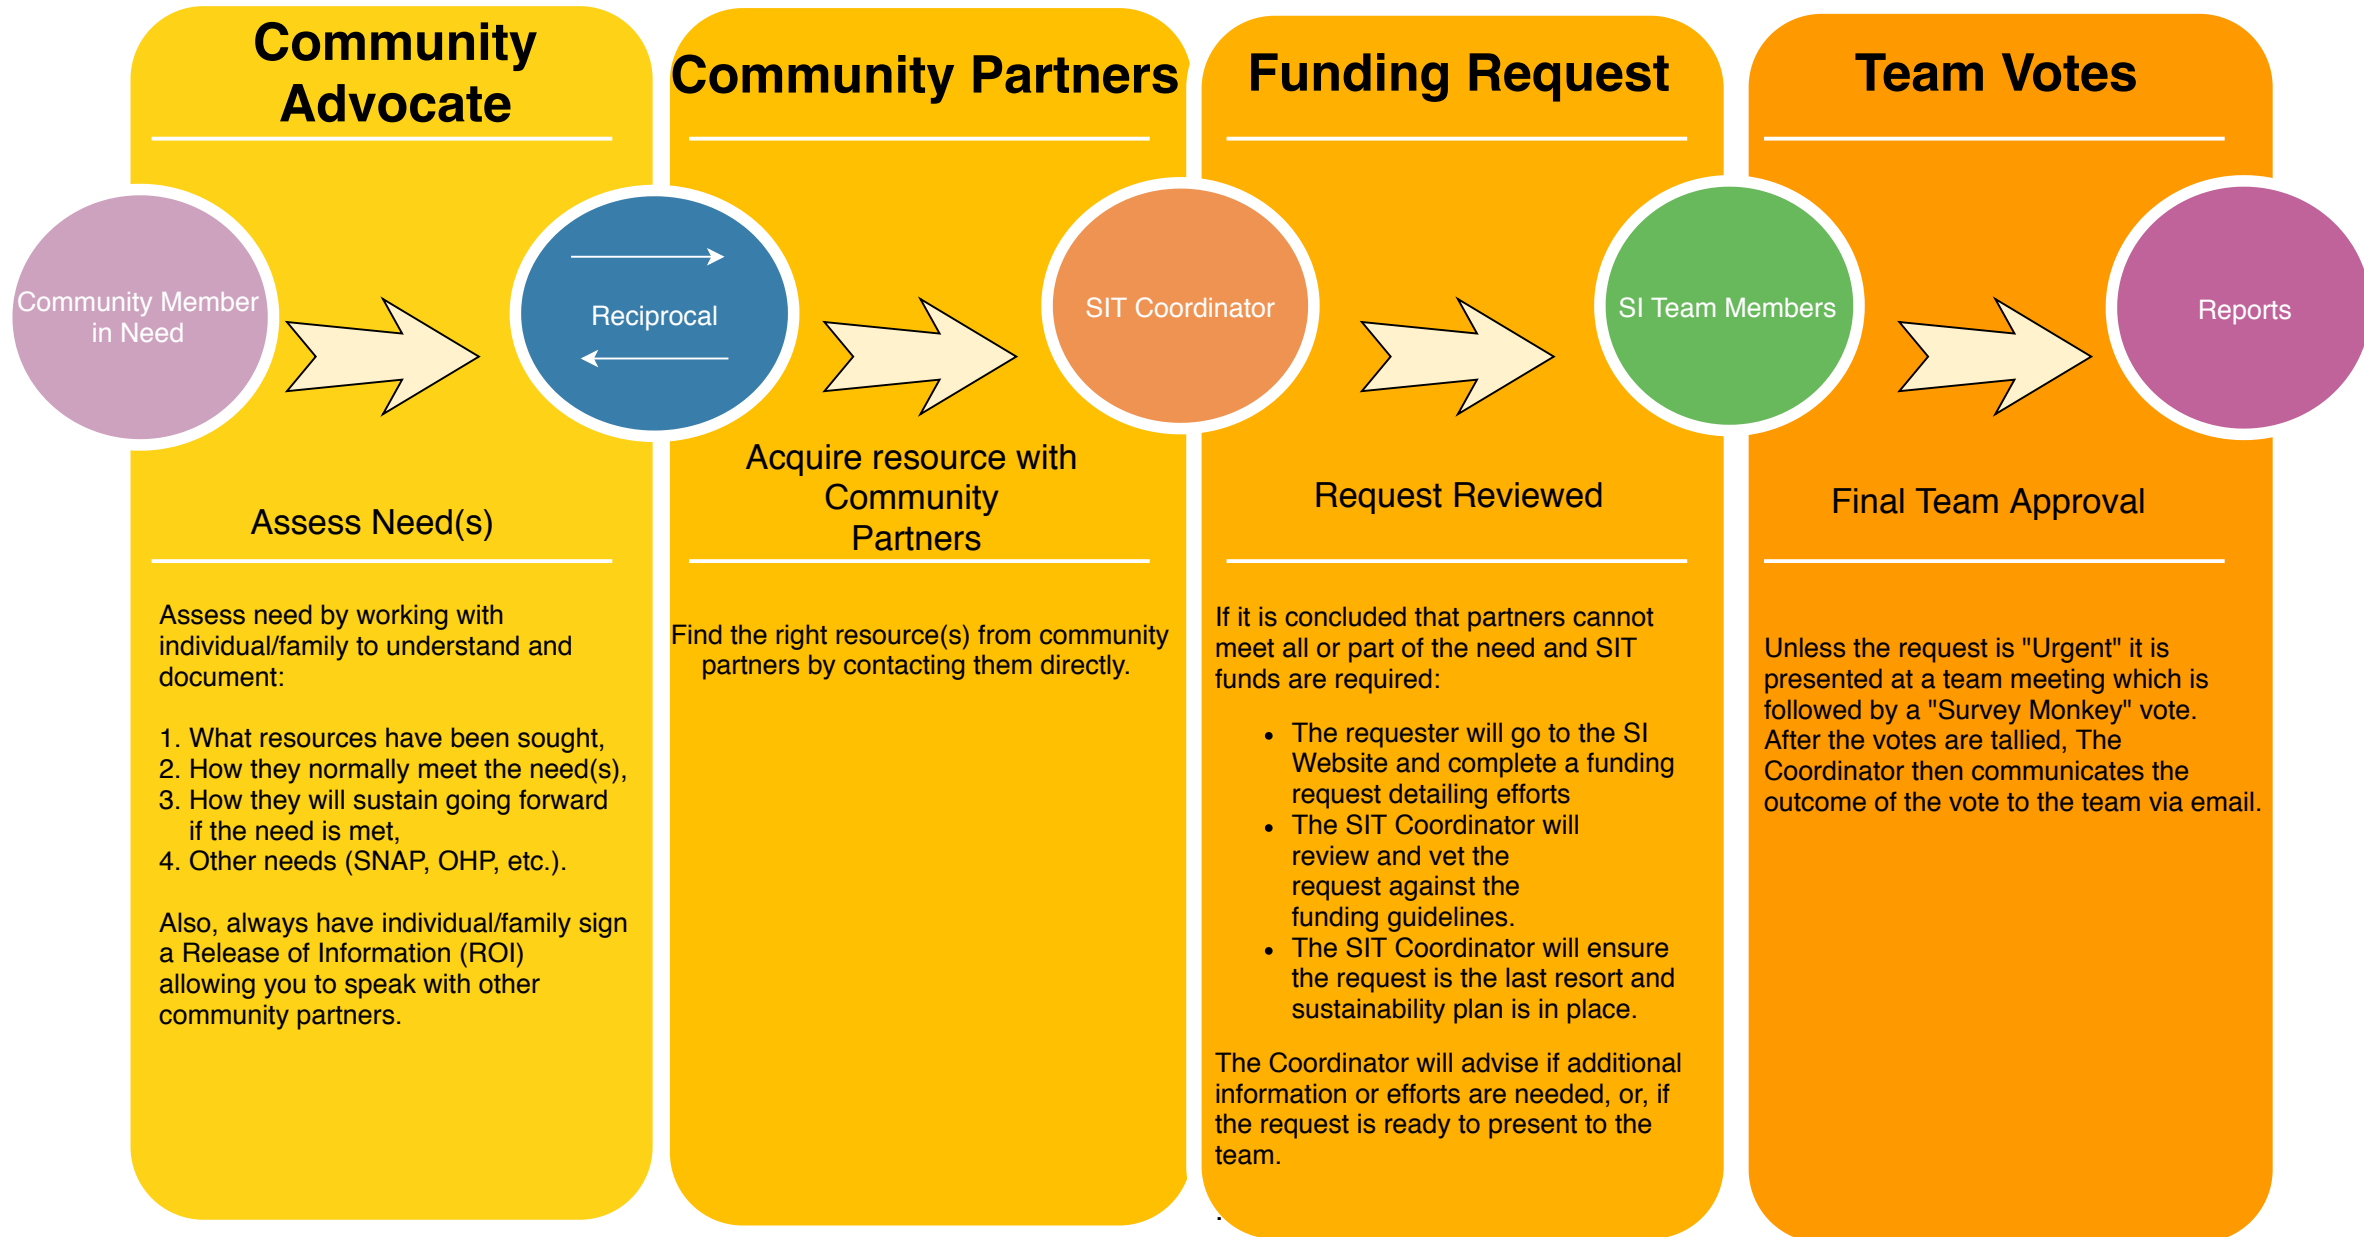 Community
Advocate
Community Member
in Need
Assess Need(s)
Assess need by working with
individual/family to understand and
document:
1. What resources have been sought,
2. How they normally meet the need(s),
3. How they will sustain going forward
if the need is met,
4. Other needs (SNAP, OHP, etc.).
Also, always have individual/family sign
a Release of Information (ROI)
allowing you to speak with other
community partners.
Community Partners
Reciprocal
Acquire resource with
Community
Partners
Find the right resource(s) from community
partners by contacting them directly.
Funding Request
SIT Coordinator
Request Reviewed
If it is concluded that partners cannot
meet all or part of the need and SIT
funds are required:
• The requester will go to the SI
Website and complete a funding
request detailing efforts
• The SIT Coordinator will
review and vet the
request against the
funding guidelines.
• The SIT Coordinator will ensure
the request is the last resort and
sustainability plan is in place.
The Coordinator will advise if additional
information or efforts are needed, or, if
the request is ready to present to the
team.
.
Team Votes
SI Team Members
Reports
Final Team Approval
Unless the request is "Urgent" it is
presented at a team meeting which is
followed by a "Survey Monkey" vote.
After the votes are tallied, The
Coordinator then communicates the
outcome of the vote to the team via email.